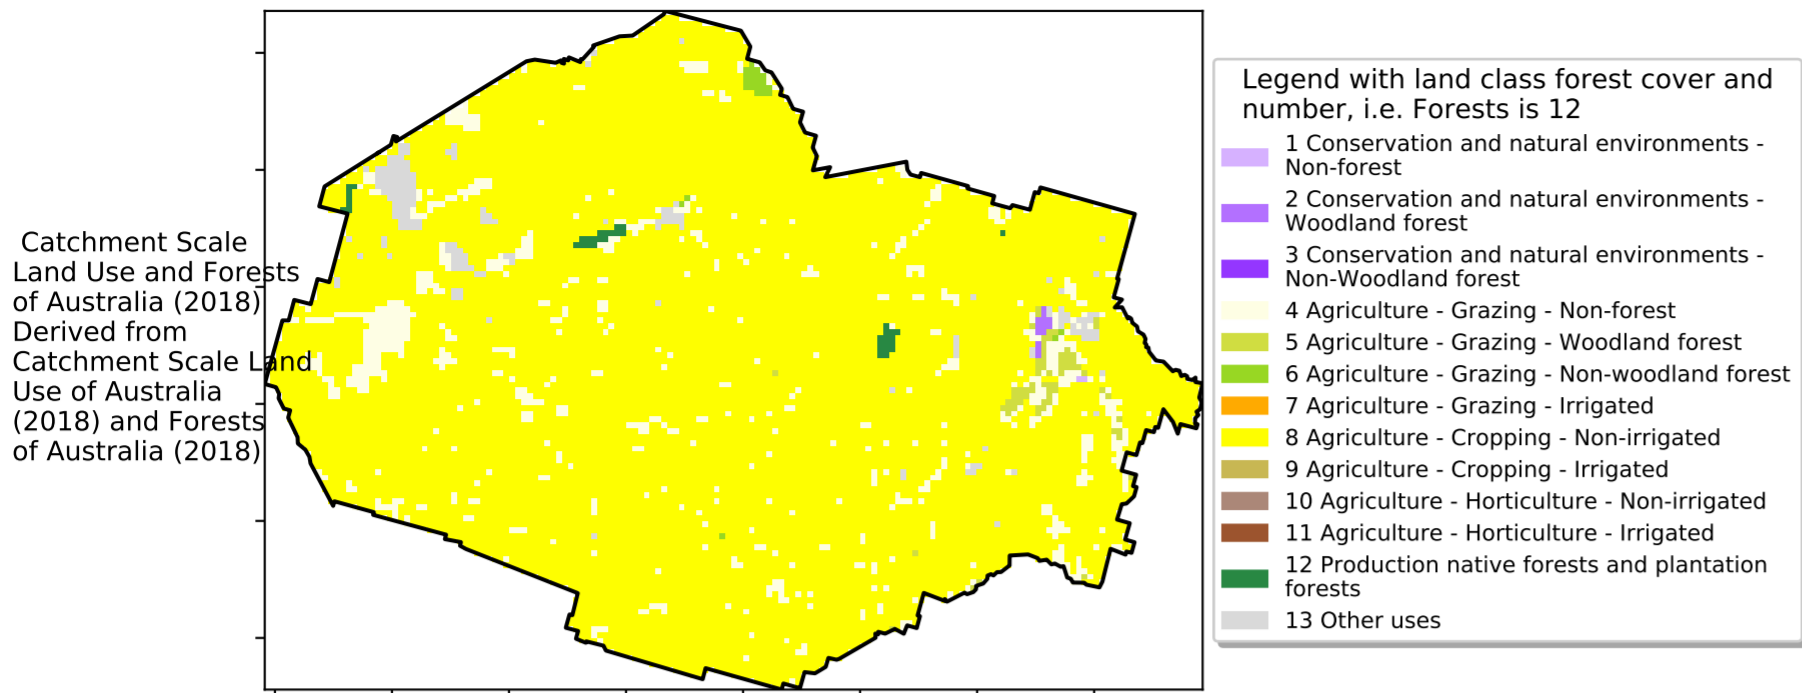 Catchment Scale
Land Use and Forests
of Australia (2018)
Derived from
Catchment Scale Land
Use of Australia
(2018) and Forests
of Australia (2018)
Legend with land class forest cover and
number, i.e. Forests is 12
1 Conservation and natural environments -
Non-forest
2 Conservation and natural environments -
Woodland forest
3 Conservation and natural environments -
Non-Woodland forest
4 Agriculture - Grazing - Non-forest
5 Agriculture - Grazing - Woodland forest
6 Agriculture - Grazing - Non-woodland forest
7 Agriculture - Grazing - Irrigated
8 Agriculture - Cropping - Non-irrigated
9 Agriculture - Cropping - Irrigated
10 Agriculture - Horticulture - Non-irrigated
11 Agriculture - Horticulture - Irrigated
12 Production native forests and plantation
forests
13 Other uses